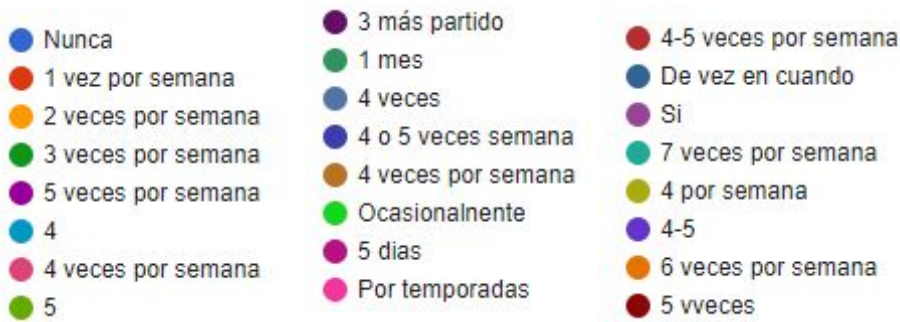 Nunca
1 vez por semana
2 veces por semana
3 veces por semana
5 veces por semana
4
4 veces por semana
5
3 más partido
1 mes
4 veces
4 o 5 veces semana
4 veces por semana
Ocasionalnente
5 dias
Por temporadas
4-5 veces por semana
De vez en cuando
Si
7 veces por semana
4 por semana
4-5
6 veces por semana
5 vveces